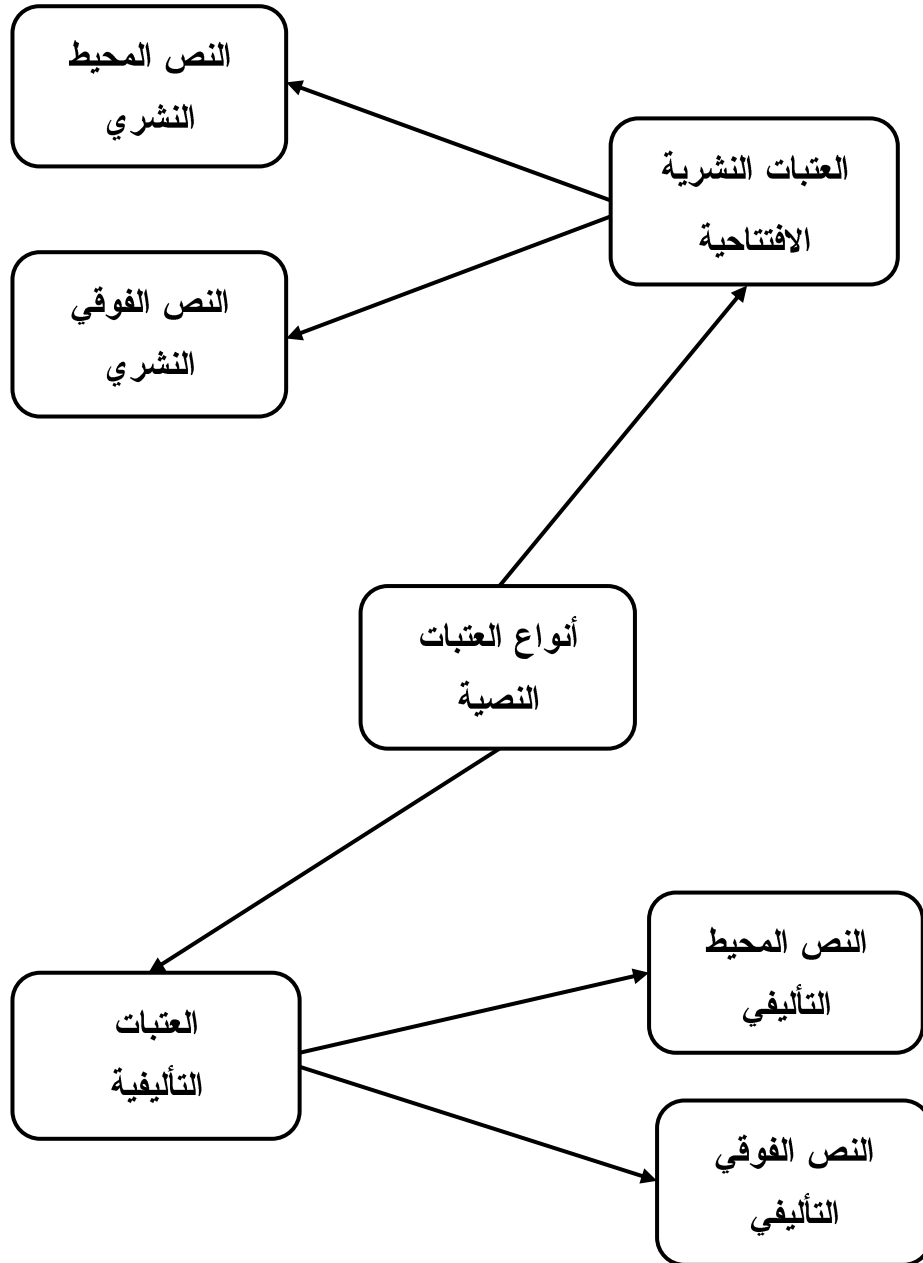 النص المحيط
النشري
العتبات النشرية
الافتتاحية
النص الفوقي
النشري
أنواع العتبات
النصية
النص المحيط
التأليفي
العتبات
التأليفية
النص الفوقي
التأليفي